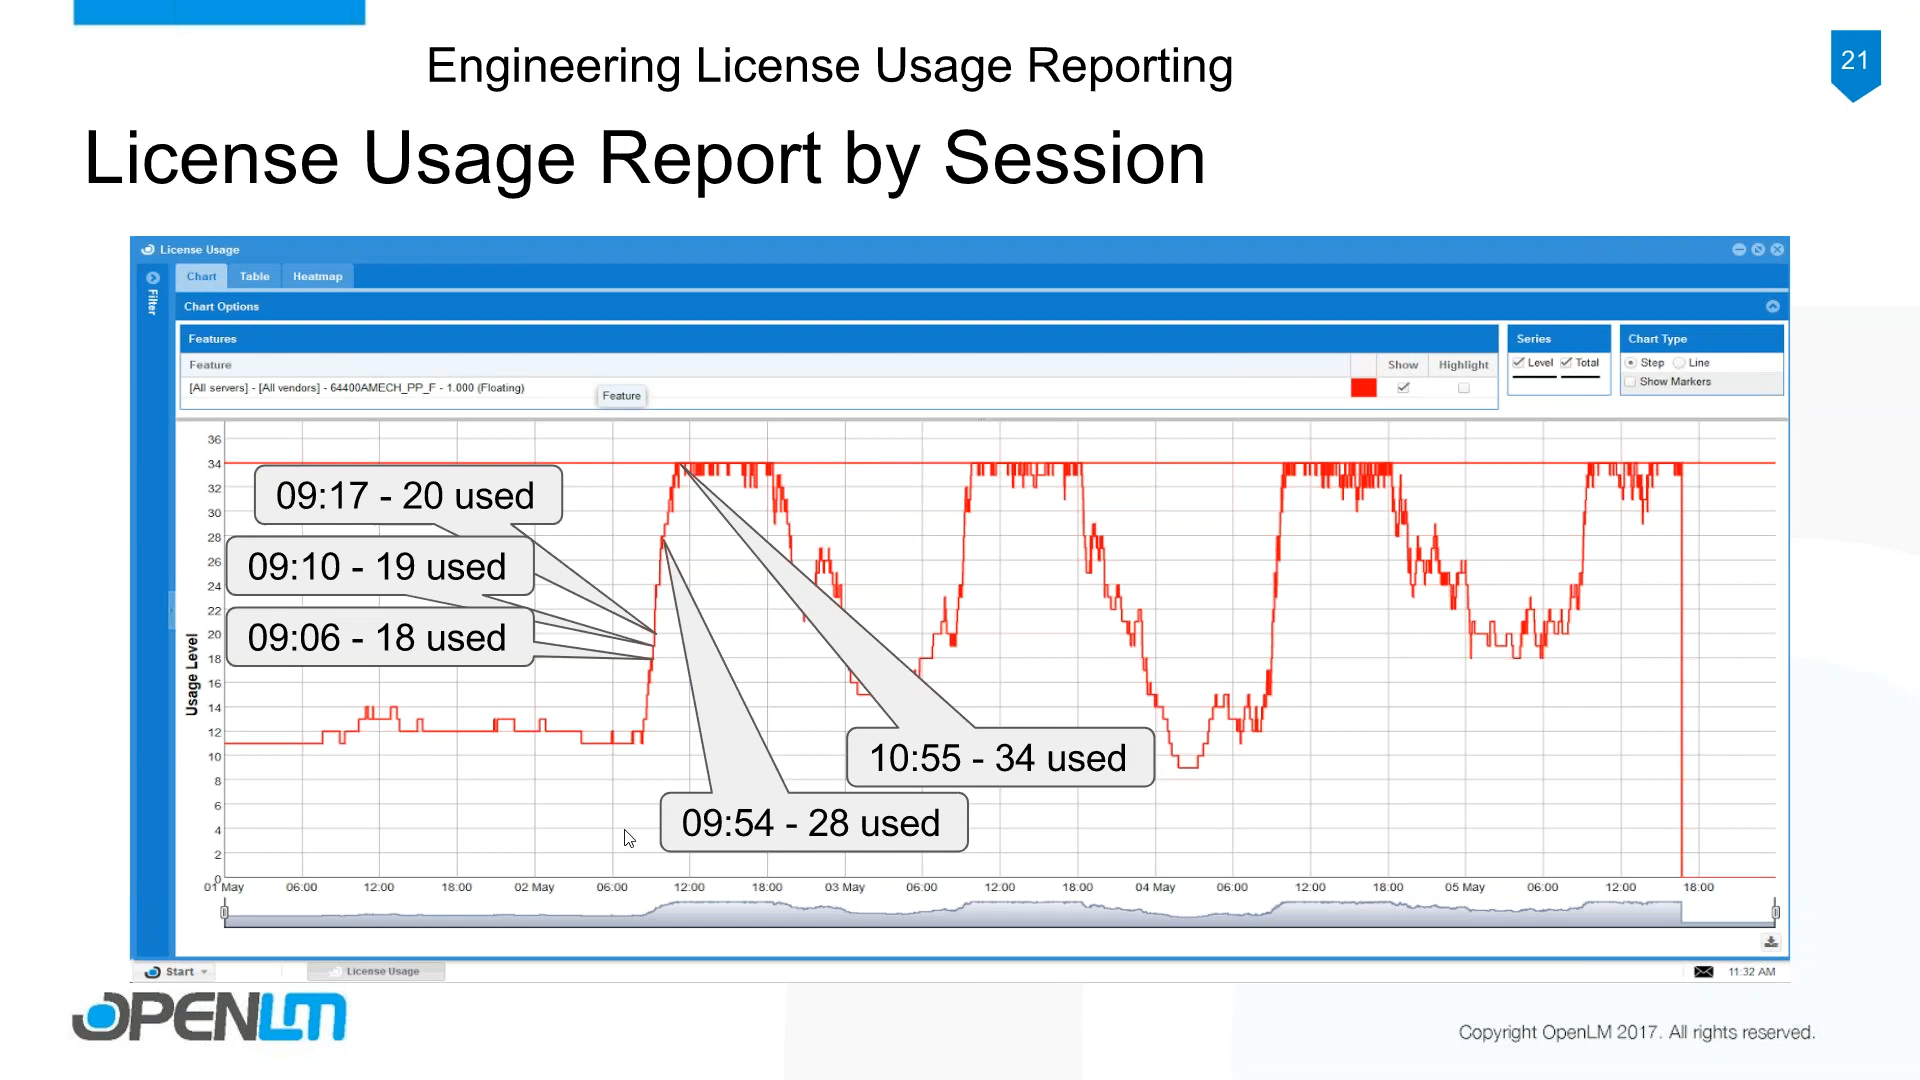 Engineering License Usage Reporting
21
License Usage Report by Session
License Usage
Chart Table Heatmap
Filter
Chart Options
Features
Feature Show Highlight
[All servers] - [All vendors] - 64400AMECH_PP_F - 1.000 (Floating)
Feature
Series
Level Total
Chart Type
Step Line
Show Markers
Usage Level
36
34
32
30
28
26
24
22
20
18
16
14
12
10
8
6
4
2
0
09:17 - 20 used
09:10 - 19 used
09:06 - 18 used
10:55 - 34 used
09:54 - 28 used
01 May 06:00 12:00 18:00 02 May 06:00 12:00 18:00 03 May 06:00 12:00 18:00 04 May 06:00 12:00 18:00 05 May 06:00 12:00 18:00
Start License Usage 11:32 AM
OPENLM
Copyright OpenLM 2017. All rights reserved.